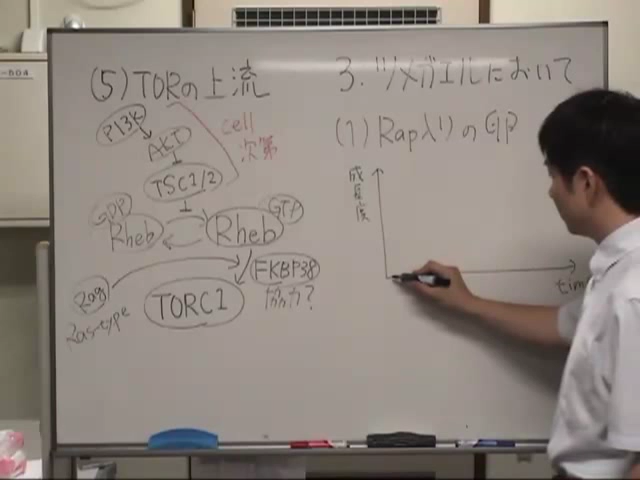 (5) TORの上流
PI3K
AKT
TSC1/2
cell
次第
GDP
Rheb
GTP
Rheb
FKBP38
協力?
Rag
Ras-type
TORC1
3. ツメガエルにおいて
(1) Rap入りのGP
成長度
tim